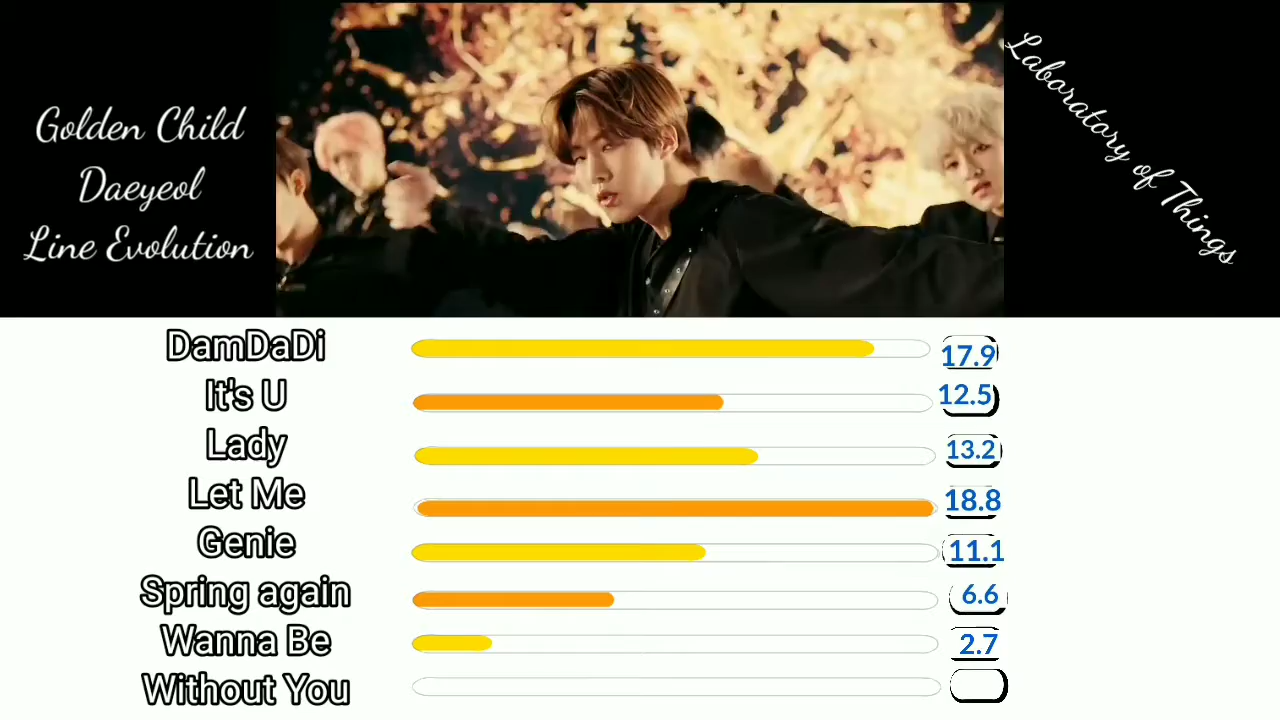 Golden Child
Daeyeol
Line Evolution
Laboratory of Things
DamDaDi 17.9
It's U 12.5
Lady 13.2
Let Me 18.8
Genie 11.1
Spring again 6.6
Wanna Be 2.7
Without You